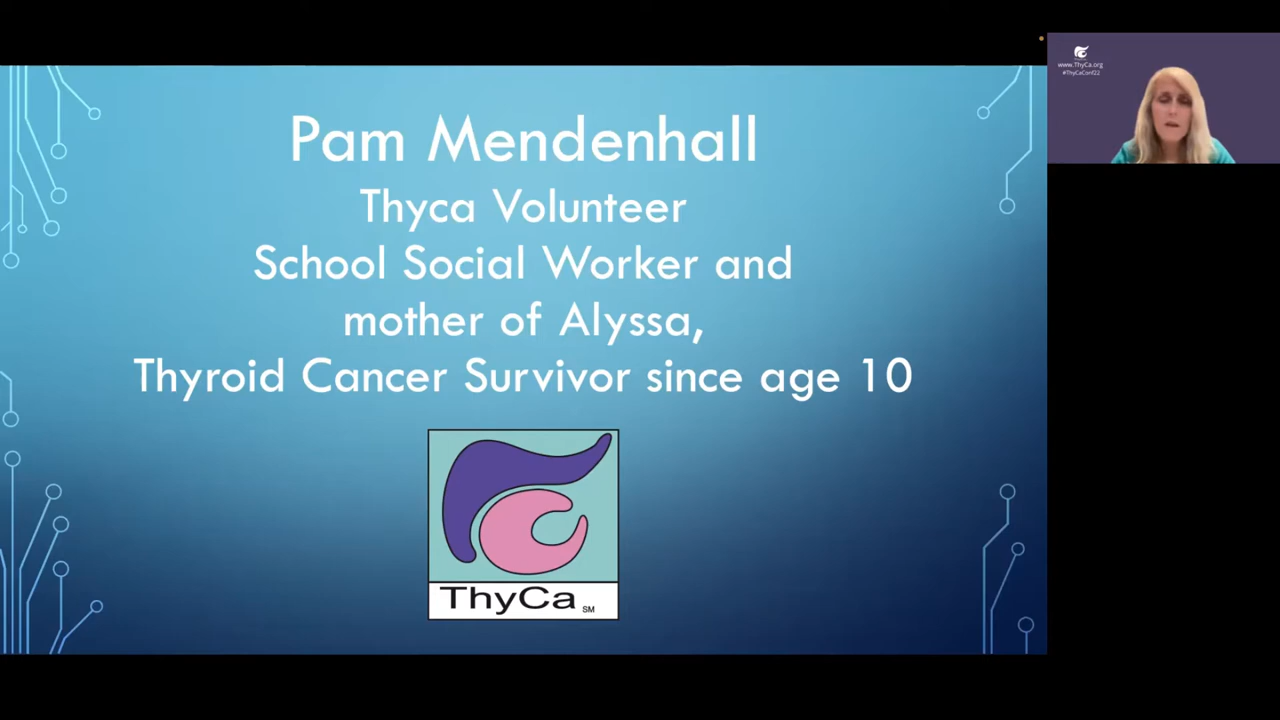 Pam Mendenhall
Thyca Volunteer
School Social Worker and
mother of Alyssa,
Thyroid Cancer Survivor since age 10
ThyCa SM
www.ThyCa.org
#ThyCaConf22